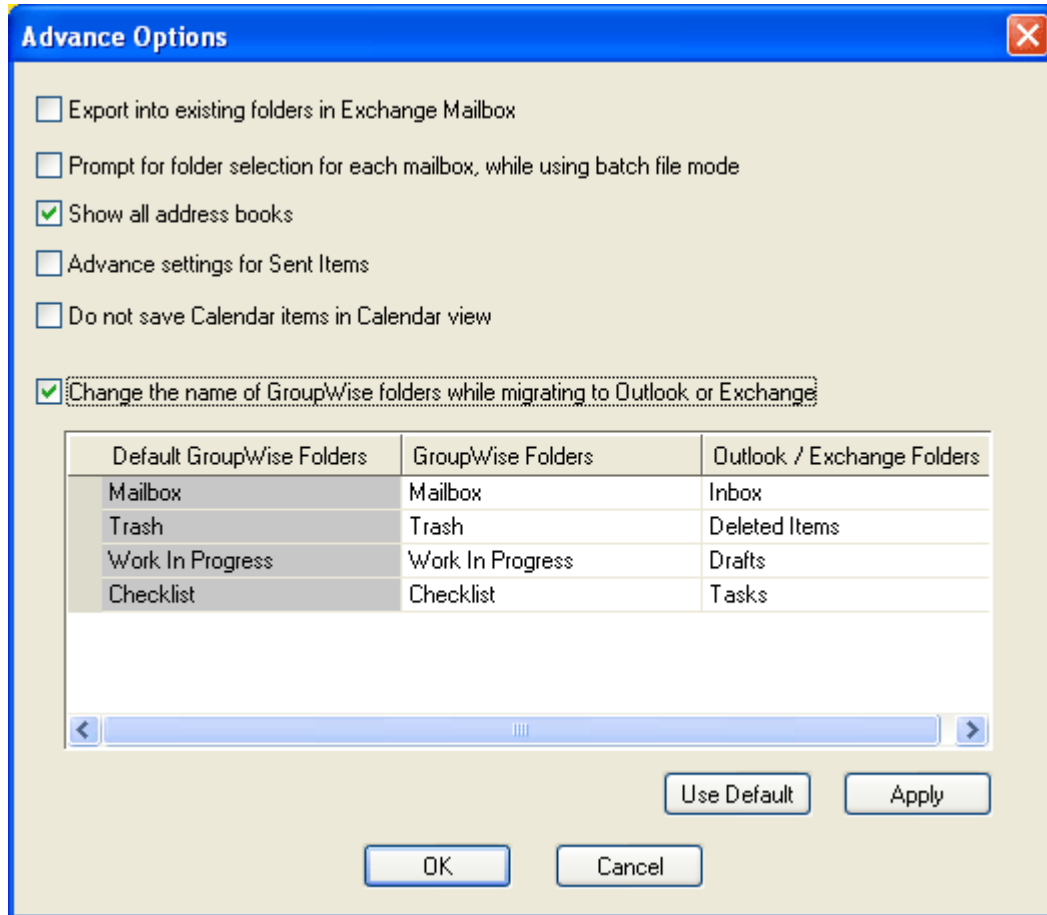 Advance Options
Export into existing folders in Exchange Mailbox
Prompt for folder selection for each mailbox, while using batch file mode
Show all address books
Advance settings for Sent Items
Do not save Calendar items in Calendar view
Change the name of GroupWise folders while migrating to Outlook or Exchange
Default GroupWise Folders GroupWise Folders Outlook / Exchange Folders
Mailbox Mailbox Inbox
Trash Trash Deleted Items
Work In Progress Work In Progress Drafts
Checklist Checklist Tasks
Use Default Apply
OK Cancel